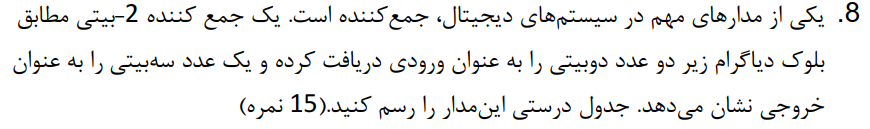 8. یکی از مدارهای مهم در سیستم‌های دیجیتال، جمع‌کننده است. یک جمع کننده 2-بیتی مطابق
بلوک دیاگرام زیر دو عدد دوبیتی را به عنوان ورودی دریافت کرده و یک عدد سه‌بیتی را به عنوان
خروجی نشان می‌دهد. جدول درستی این‌مدار را رسم کنید.(15 نمره)